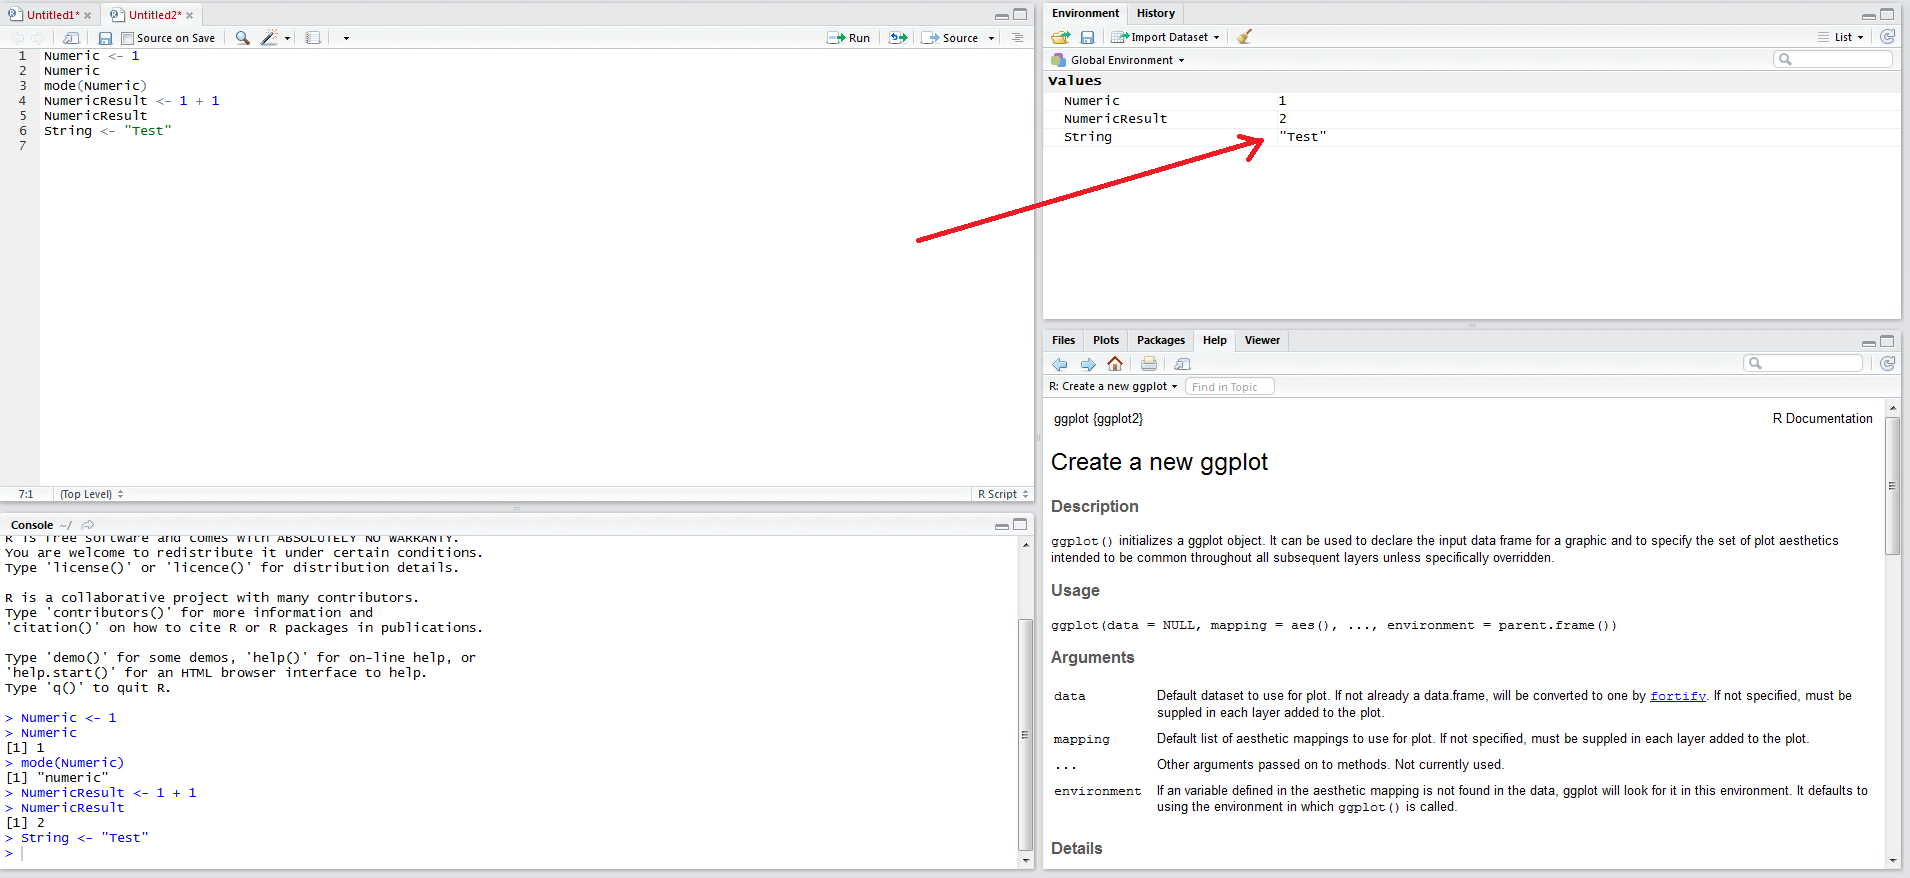 Untitled1* × Untitled2* ×
Source on Save Run Source
1 Numeric <- 1
2 Numeric
3 mode(Numeric)
4 NumericResult <- 1 + 1
5 NumericResult
6 String <- "Test"
7
7:1 (Top Level) R Script
Console ~/
R is free software and comes with ABSOLUTELY NO WARRANTY.
You are welcome to redistribute it under certain conditions.
Type 'license()' or 'licence()' for distribution details.
R is a collaborative project with many contributors.
Type 'contributors()' for more information and
'citation()' on how to cite R or R packages in publications.
Type 'demo()' for some demos, 'help()' for on-line help, or
'help.start()' for an HTML browser interface to help.
Type 'q()' to quit R.
> Numeric <- 1
> Numeric
[1] 1
> mode(Numeric)
[1] "numeric"
> NumericResult <- 1 + 1
> NumericResult
[1] 2
> String <- "Test"
>
Environment History
Import Dataset List
Global Environment
Values
Numeric 1
NumericResult 2
String "Test"
Files Plots Packages Help Viewer
R: Create a new ggplot Find in Topic
ggplot {ggplot2} R Documentation
Create a new ggplot
Description
ggplot() initializes a ggplot object. It can be used to declare the input data frame for a graphic and to specify the set of plot aesthetics
intended to be common throughout all subsequent layers unless specifically overridden.
Usage
ggplot(data = NULL, mapping = aes(), ..., environment = parent.frame())
Arguments
data Default dataset to use for plot. If not already a data.frame, will be converted to one by fortify. If not specified, must be
suppled in each layer added to the plot.
mapping Default list of aesthetic mappings to use for plot. If not specified, must be suppled in each layer added to the plot.
... Other arguments passed on to methods. Not currently used.
environment If an variable defined in the aesthetic mapping is not found in the data, ggplot will look for it in this environment. It defaults to
using the environment in which ggplot() is called.
Details